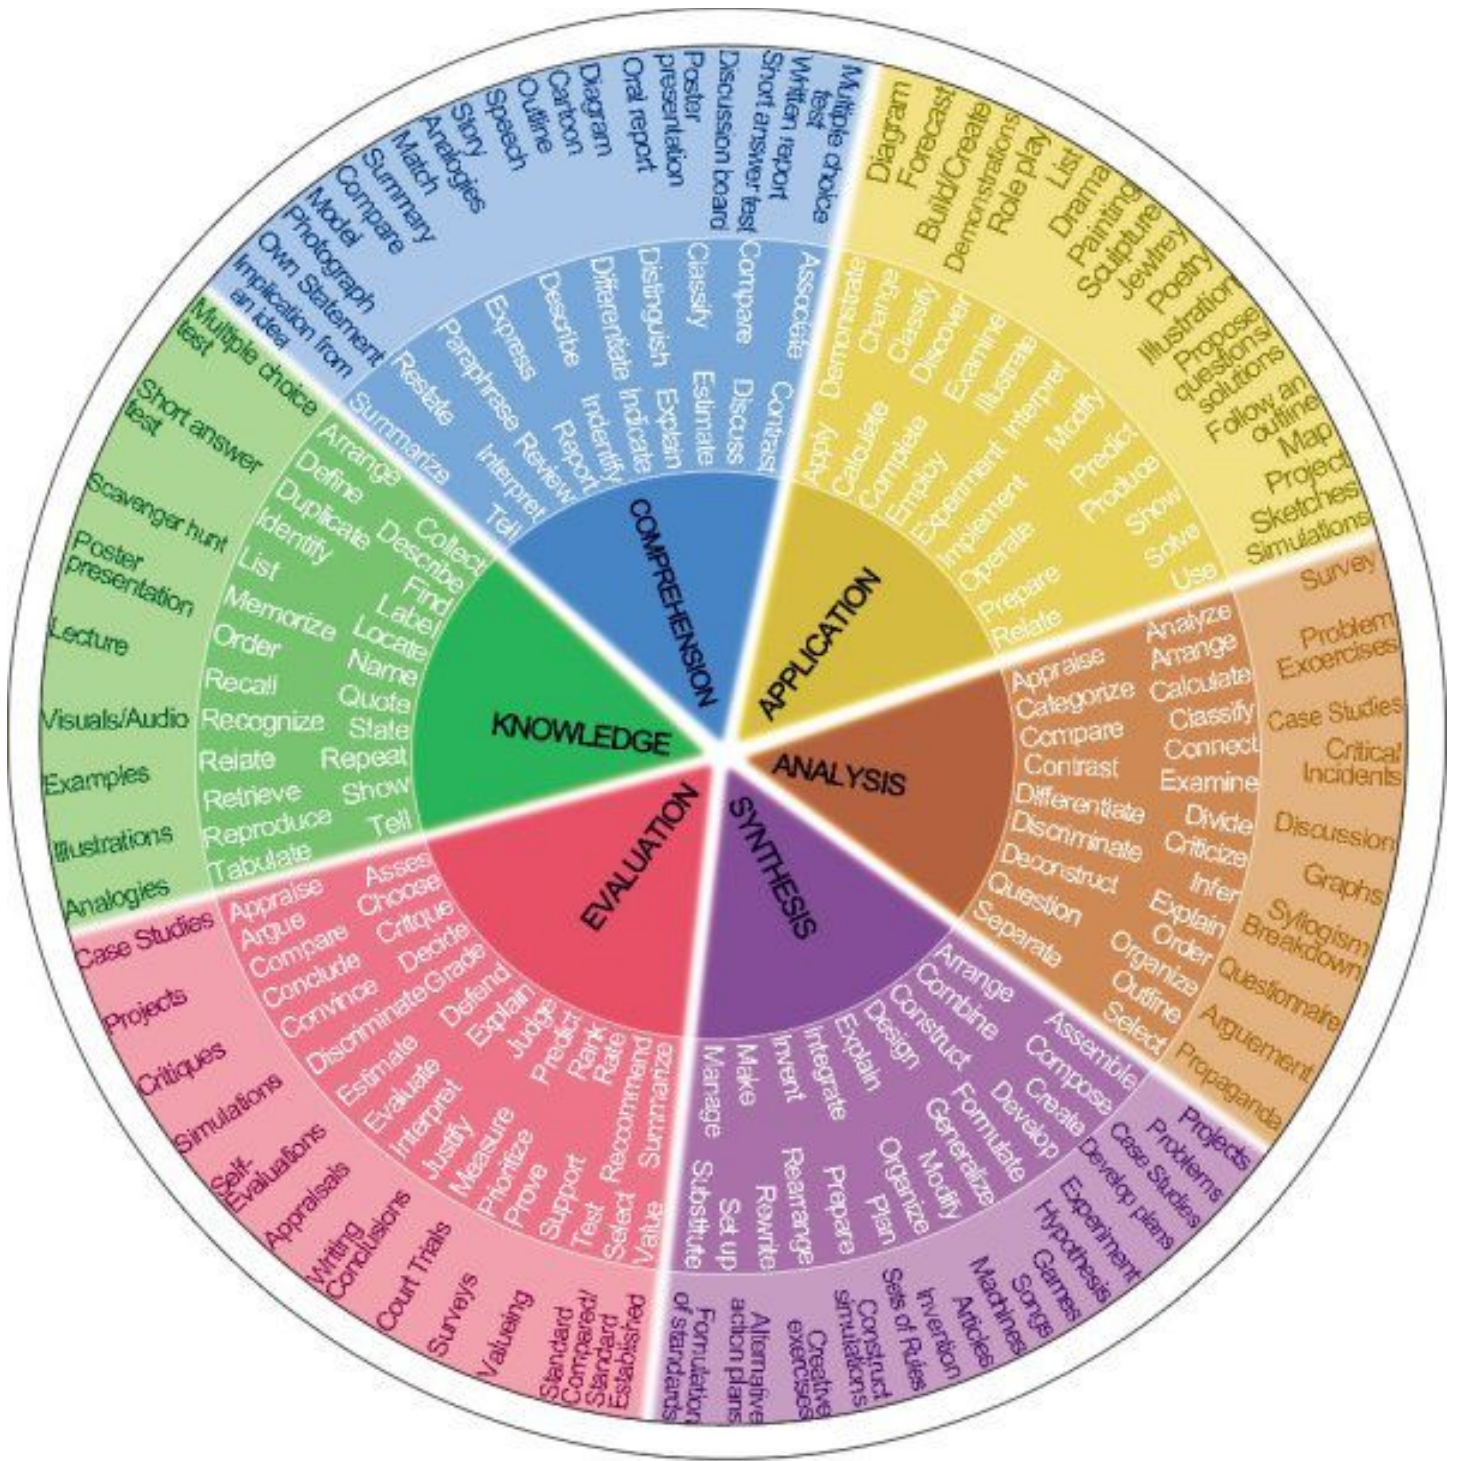 KNOWLEDGE
Arrange
Define
Duplicate
Identify
List
Memorize
Order
Recall
Recognize
Relate
Retrieve
Reproduce
Tabulate
Collect
Describe
Find
Label
Locate
Name
Quote
State
Repeat
Show
Tell
Multiple choice
test
Short answer
test
Scavenger hunt
Poster
presentation
Lecture
Visuals/Audio
Examples
Illustrations
Analogies
COMPREHENSION
Summarize
Restate
Paraphrase
Express
Describe
Differentiate
Distinguish
Classify
Compare
Associate
Tell
Interpret
Review
Report
Indentify
Indicate
Explain
Estimate
Discuss
Contrast
Implication from
an idea
Own Statement
Photograph
Model
Compare
Summary
Match
Analogies
Story
Speech
Outline
Cartoon
Diagram
Oral report
Poster
presentation
Discussion board
Short answer test
Written report
Multiple choice
test
APPLICATION
Demonstrate
Change
Classify
Discover
Examine
Illustrate
Interpret
Modify
Predict
Produce
Show
Solve
Use
Apply
Calculate
Complete
Employ
Experiment
Implement
Operate
Prepare
Relate
Diagram
Forecast
Build/Create
Demonstrations
Role play
List
Drama
Painting
Sculpture
Jewlrey
Poetry
Illustration
Propose
questions/
solutions
Follow an
outline
Map
Project
Sketches
Simulations
ANALYSIS
Analyze
Arrange
Calculate
Classify
Connect
Examine
Divide
Criticize
Infer
Explain
Order
Organize
Outline
Select
Appraise
Categorize
Compare
Contrast
Differentiate
Discriminate
Deconstruct
Question
Separate
Survey
Problem
Excercises
Case Studies
Critical
Incidents
Discussion
Graphs
Syllogism
Breakdown
Questionnaire
Arguement
Propaganda
SYNTHESIS
Arrange
Combine
Construct
Design
Explain
Integrate
Invent
Make
Manage
Assemble
Compose
Create
Develop
Formulate
Generalize
Modify
Organize
Plan
Prepare
Rearrange
Rewrite
Set up
Substitute
Projects
Problems
Case Studies
Develop plans
Experiment
Hypothesis
Games
Songs
Machines
Articles
Invention
Sets of Rules
Construct
simulations
Creative
exercises
Alternative
action plans
Formulation
of standards
EVALUATION
Appraise
Argue
Compare
Conclude
Convince
Discriminate
Estimate
Evaluate
Interpret
Justify
Measure
Prioritize
Prove
Support
Test
Select
Value
Asses
Choose
Critque
Decide
Grade
Defend
Explain
Judge
Predict
Rank
Rate
Reccommand
Summarize
Case Studies
Projects
Critiques
Simulations
Self-
Evaluations
Appraisals
Writing
Conclusions
Court Trials
Surveys
Valueing
Standard
Compared/
Standard
Established